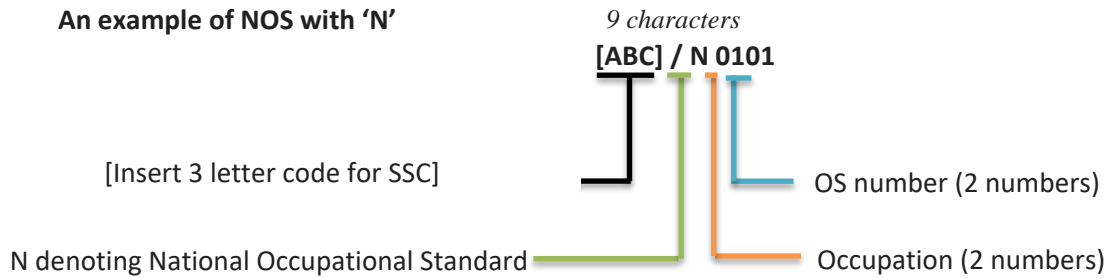 An example of NOS with ‘N’
9 characters
[ABC] / N 0101
[Insert 3 letter code for SSC]
OS number (2 numbers)
N denoting National Occupational Standard
Occupation (2 numbers)